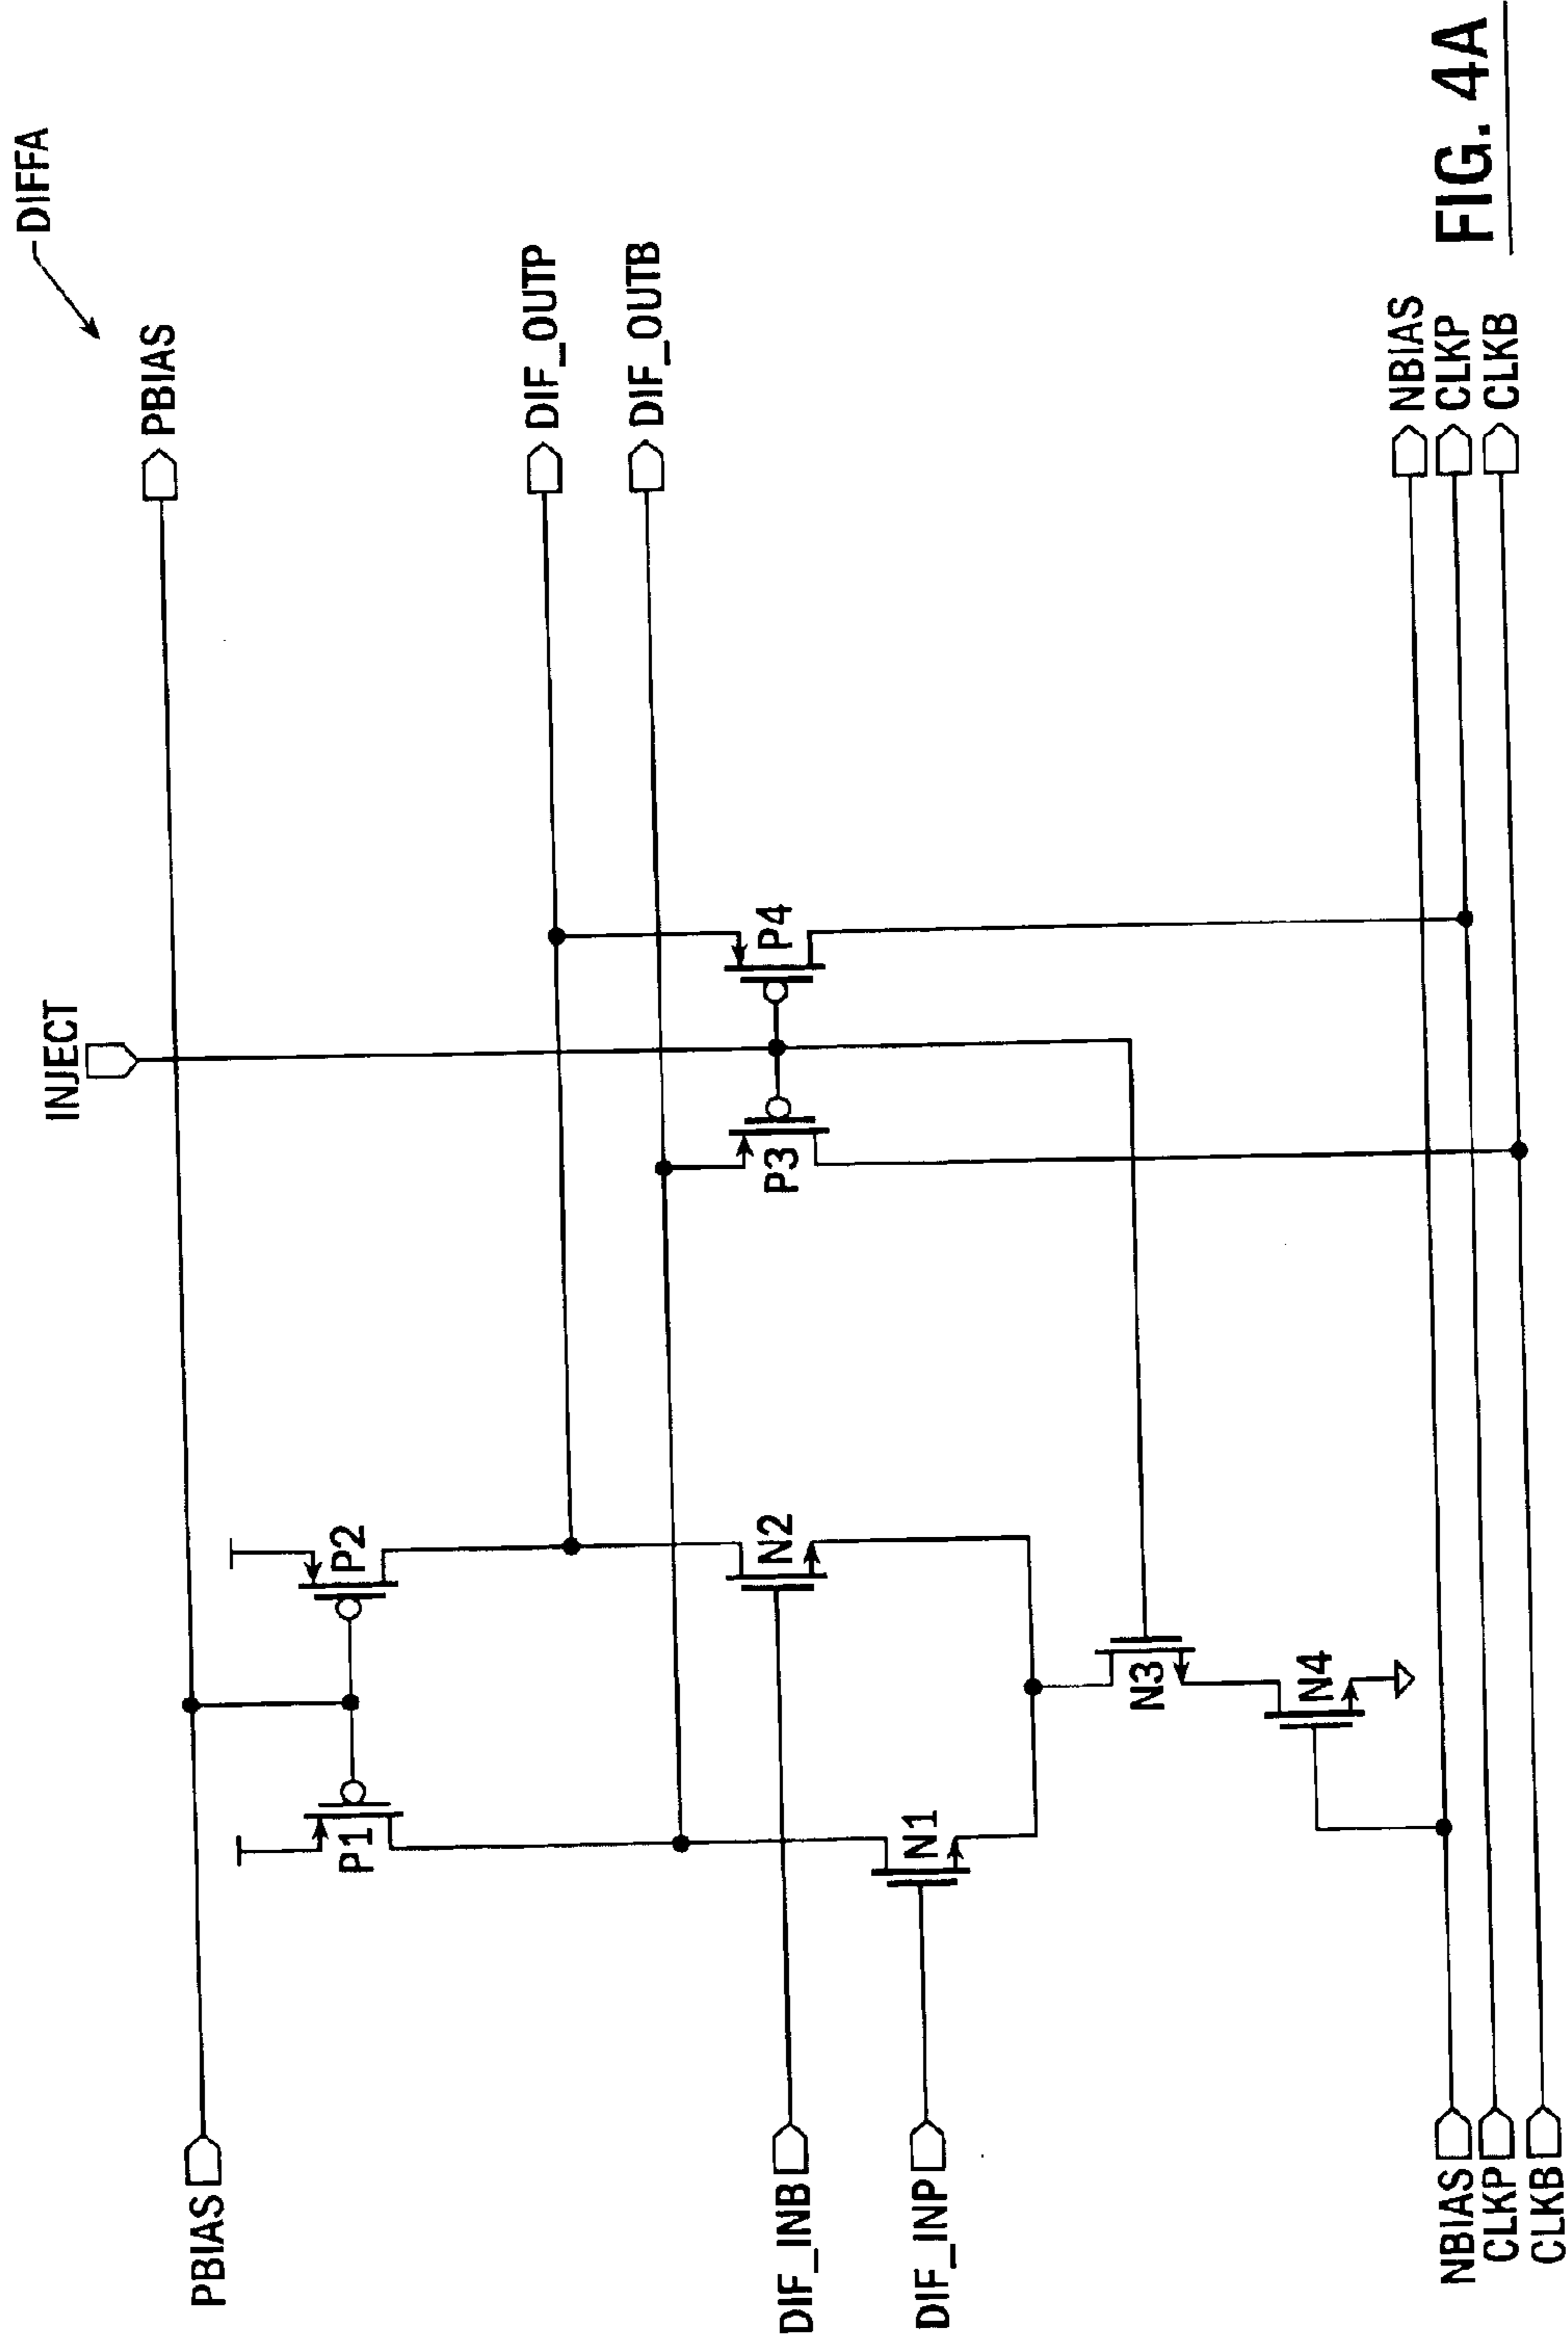 DIFFA
INJECT
PBIAS
PBIAS
P1
P2
DIF_OUTP
DIF_OUTB
DIF_INB
DIF_INP
N1
N2
P3
P4
N3
N4
NBIAS
CLKP
CLKB
NBIAS
CLKP
CLKB
FIG. 4A